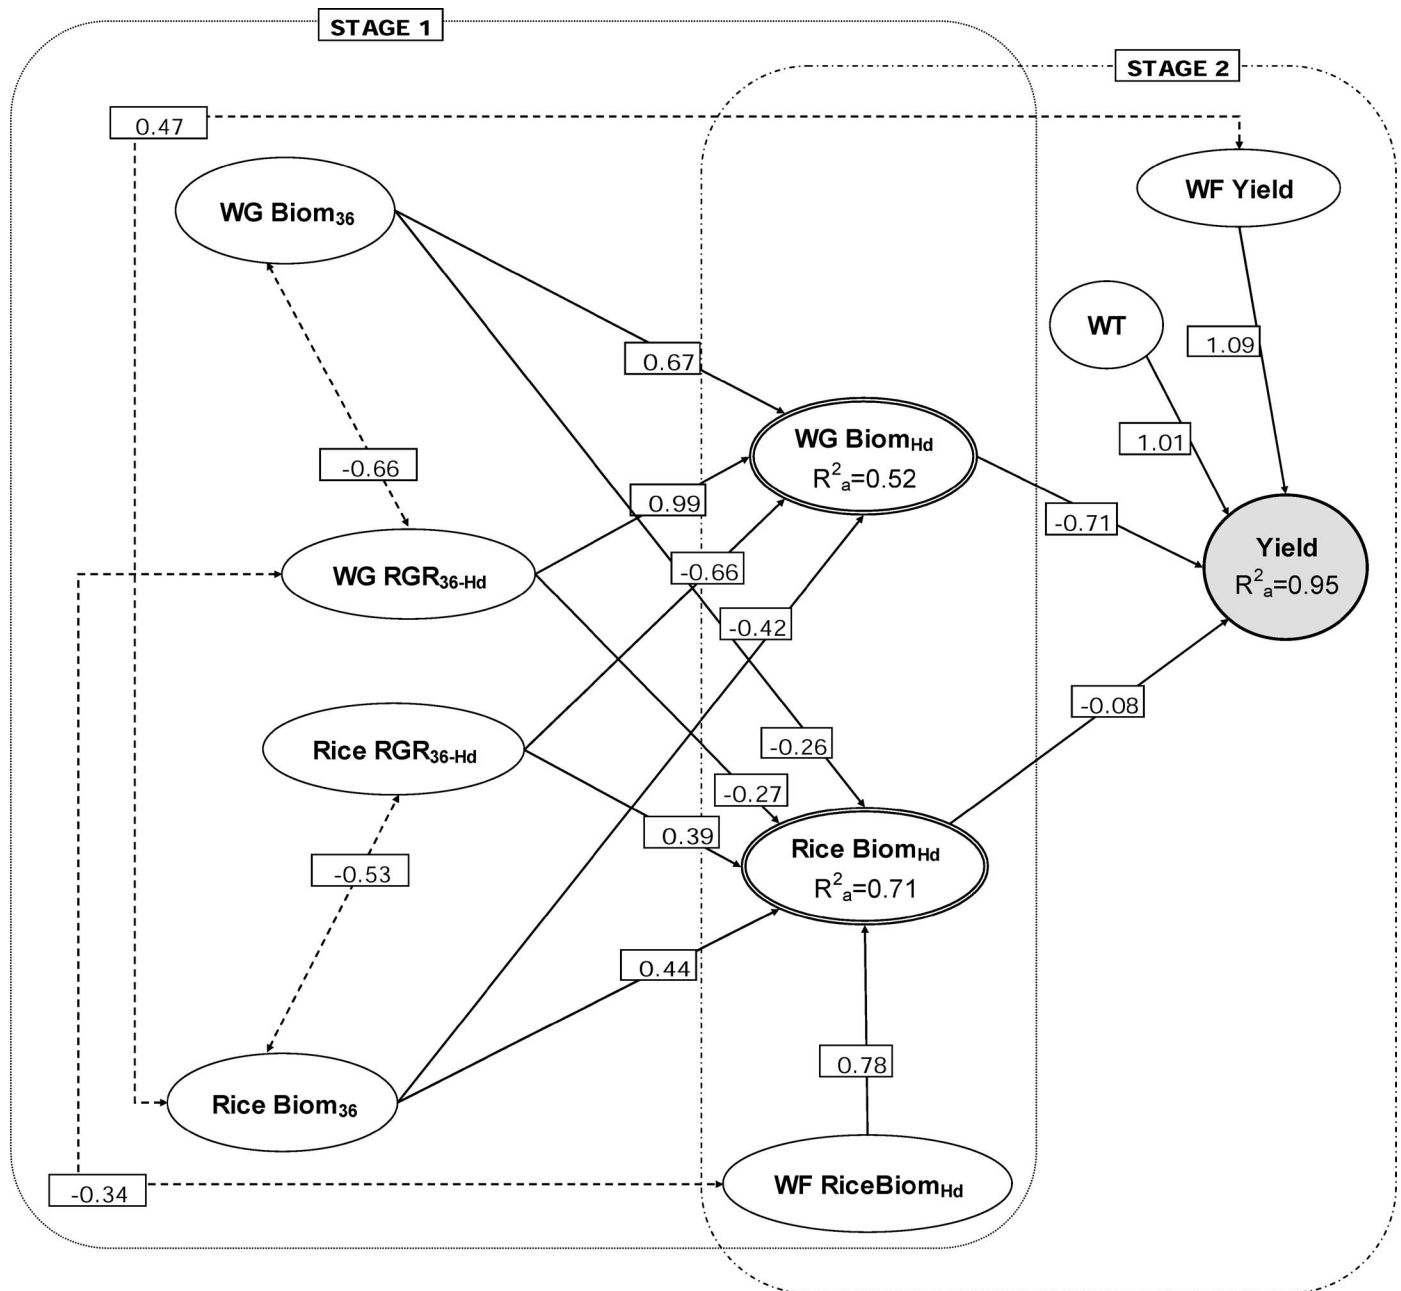 STAGE 1
STAGE 2
0.47
WF Yield
WG Biom36
WT
1.09
0.67
1.01
WG BiomHd
R2a=0.52
-0.66
0.99
-0.71
Yield
R2a=0.95
WG RGR36-Hd
-0.66
-0.42
-0.08
Rice RGR36-Hd
-0.26
-0.27
0.39
Rice BiomHd
R2a=0.71
-0.53
0.44
0.78
Rice Biom36
-0.34
WF RiceBiomHd